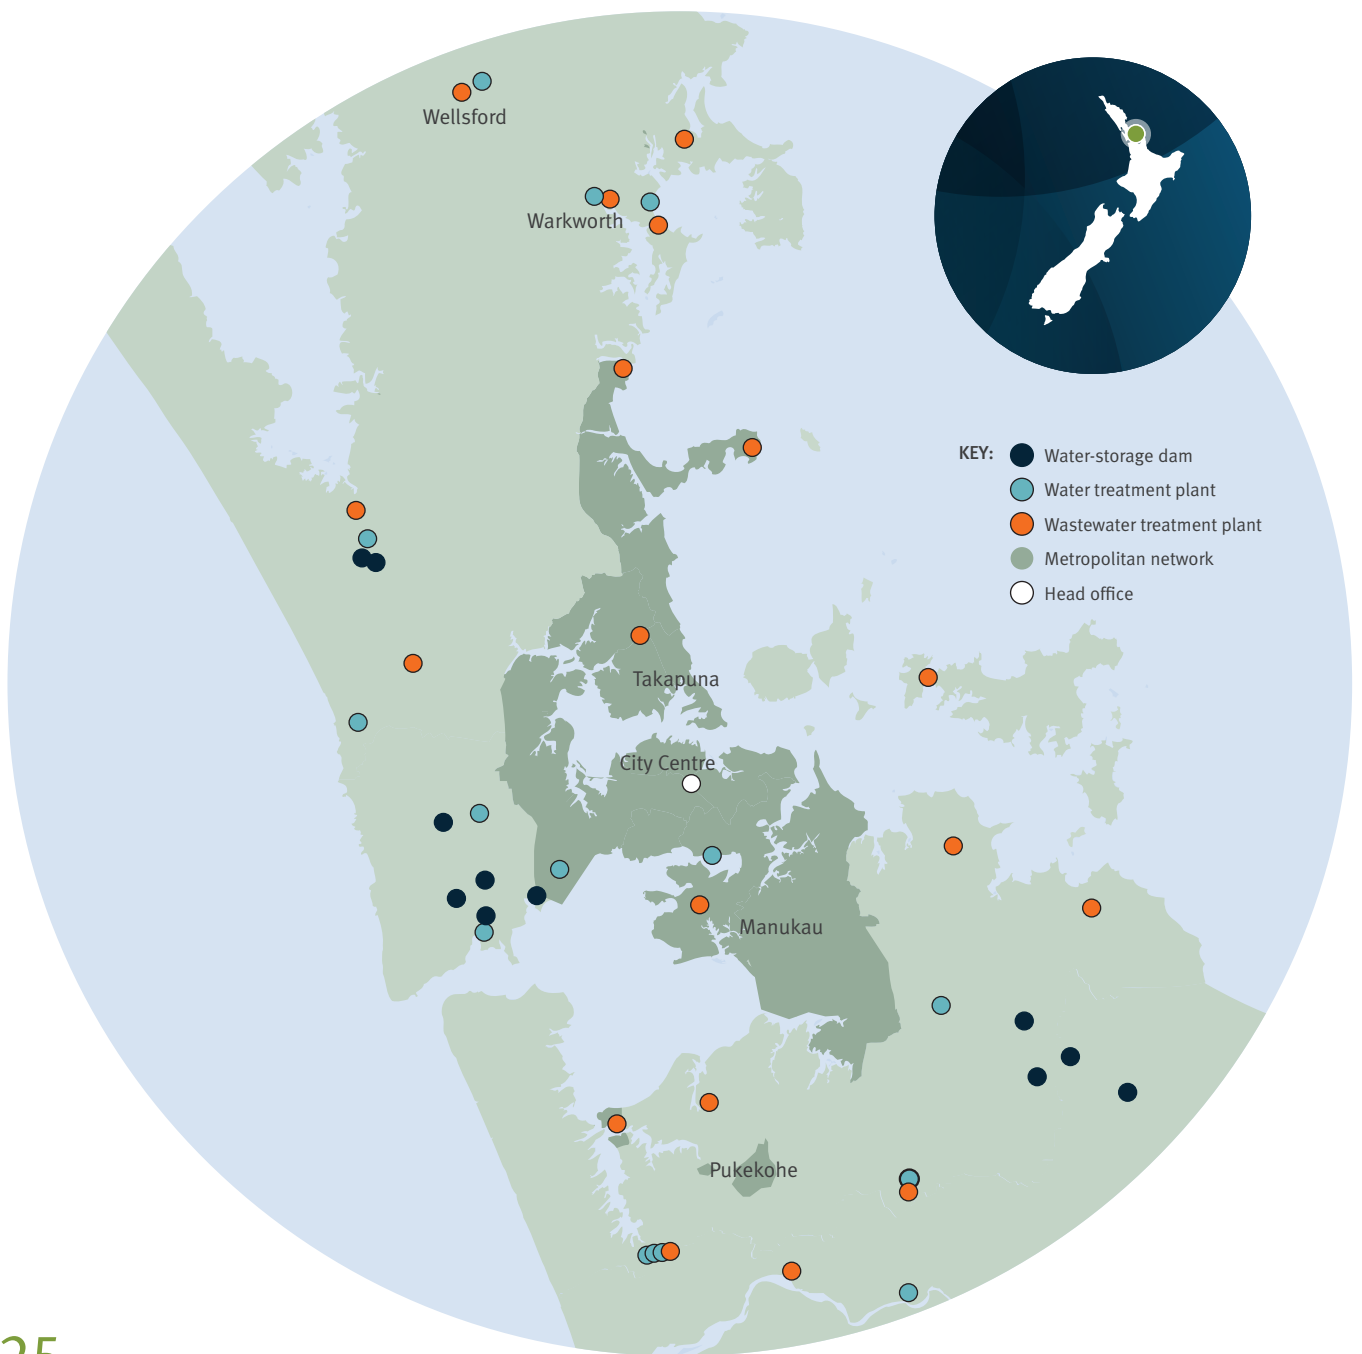 Wellsford
Warkworth
KEY:
Water-storage dam
Water treatment plant
Wastewater treatment plant
Metropolitan network
Head office
Takapuna
City Centre
Manukau
Pukekohe
25